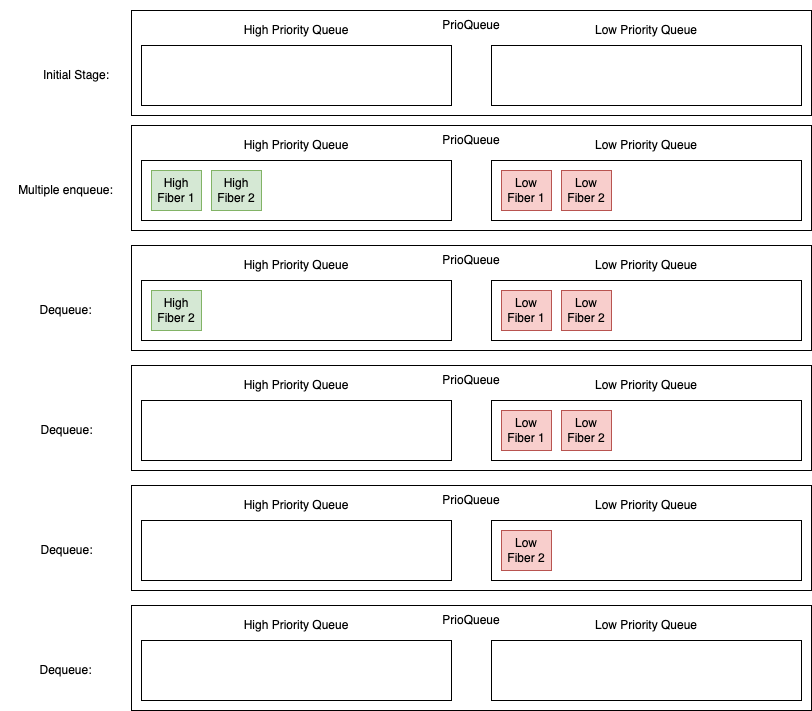 PrioQueue
High Priority Queue
Low Priority Queue
Initial Stage:
PrioQueue
High Priority Queue
Low Priority Queue
Multiple enqueue:
High
Fiber 1
High
Fiber 2
Low
Fiber 1
Low
Fiber 2
PrioQueue
High Priority Queue
Low Priority Queue
Dequeue:
High
Fiber 2
Low
Fiber 1
Low
Fiber 2
PrioQueue
High Priority Queue
Low Priority Queue
Dequeue:
Low
Fiber 1
Low
Fiber 2
PrioQueue
High Priority Queue
Low Priority Queue
Dequeue:
Low
Fiber 2
PrioQueue
High Priority Queue
Low Priority Queue
Dequeue: